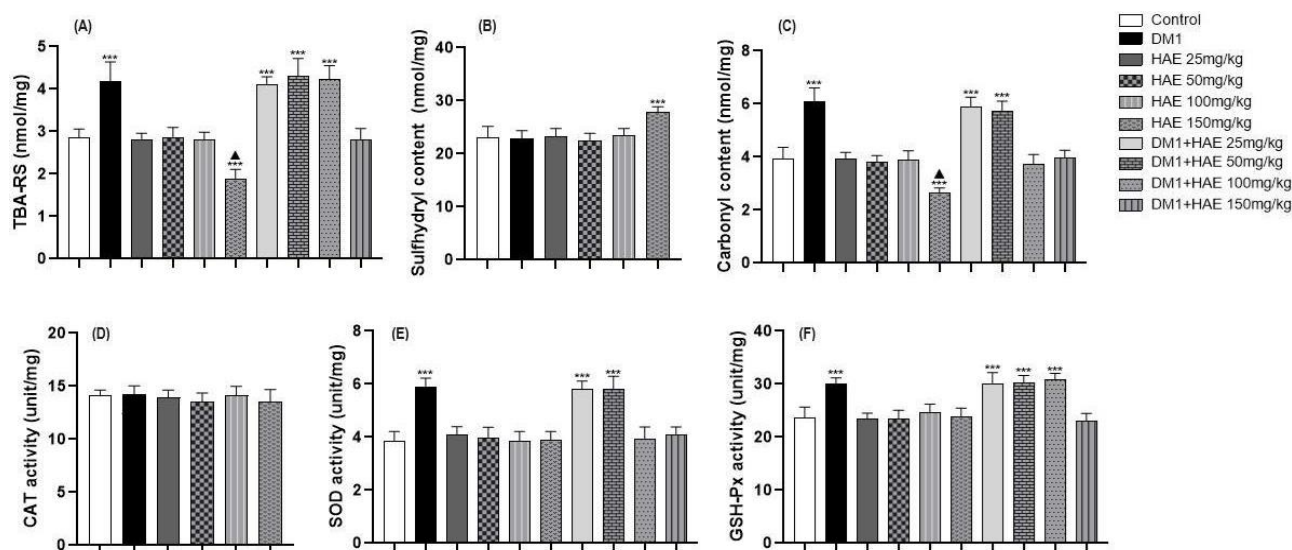 (A)
TBA-RS (nmol/mg)
5
4
3
2
1
0
***
▲
***
***
***
***
(B)
Sulfhydryl content (nmol/mg)
40
30
20
10
0
***
(C)
Carbonyl content (nmol/mg)
8
6
4
2
0
***
▲
***
***
***
Control
DM1
HAE 25mg/kg
HAE 50mg/kg
HAE 100mg/kg
HAE 150mg/kg
DM1+HAE 25mg/kg
DM1+HAE 50mg/kg
DM1+HAE 100mg/kg
DM1+HAE 150mg/kg
(D)
CAT activity (unit/mg)
20
15
10
5
0
(E)
SOD activity (unit/mg)
8
6
4
2
0
***
***
***
(F)
GSH-Px activity (unit/mg)
40
30
20
10
0
***
***
***
***